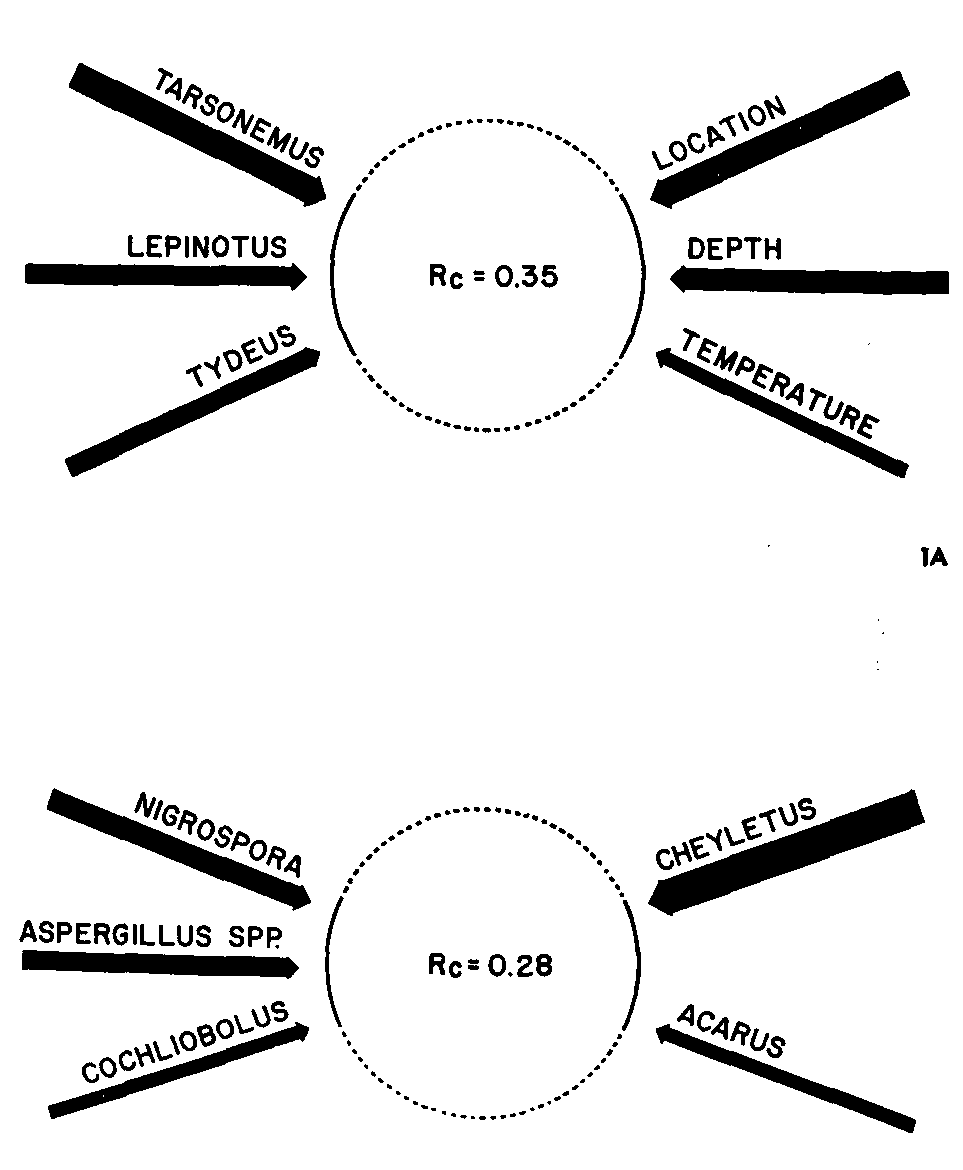 TARSONEMUS
LOCATION
LEPINOTUS
DEPTH
Rc = 0.35
TYDEUS
TEMPERATURE
1A
NIGROSPORA
CHEYLETUS
ASPERGILLUS SPP.
Rc = 0.28
COCHLIOBOLUS
ACARUS